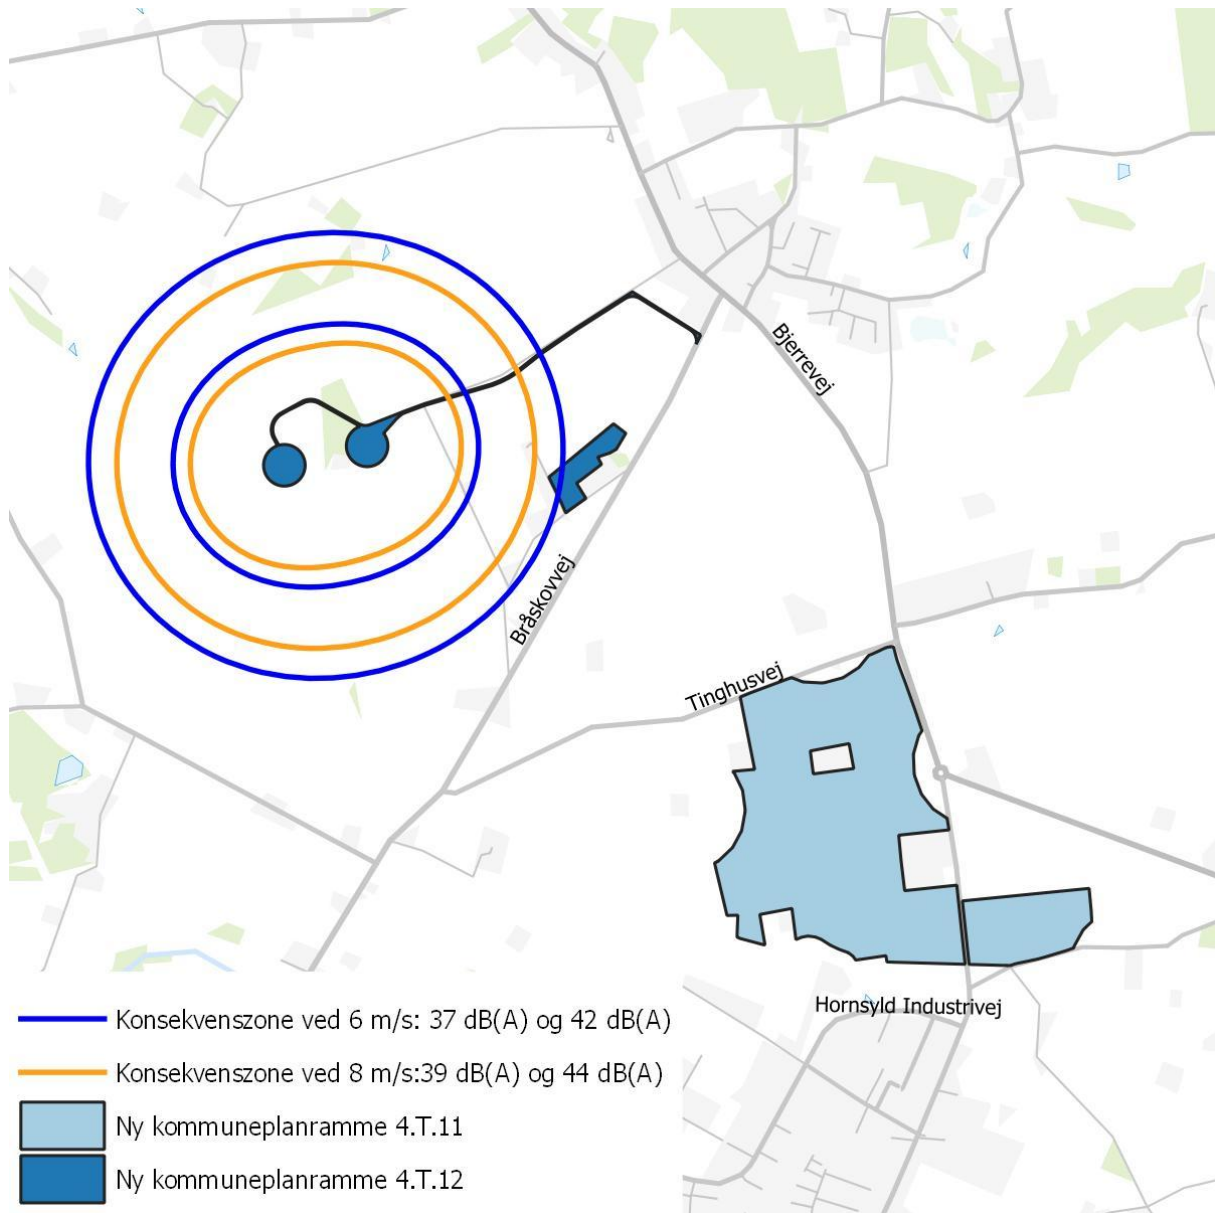 Bjerrevej
Bråskovvej
Tinghusvej
Hornsyld Industrivej
Konsekvenszone ved 6 m/s: 37 dB(A) og 42 dB(A)
Konsekvenszone ved 8 m/s:39 dB(A) og 44 dB(A)
Ny kommuneplanramme 4.T.11
Ny kommuneplanramme 4.T.12